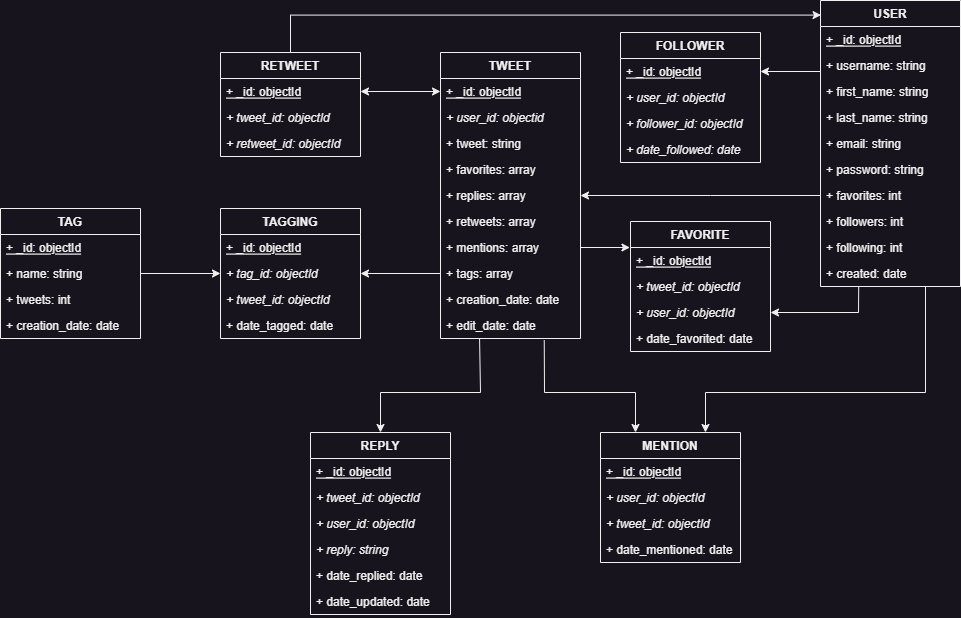 USER
+ _id: objectId
+ username: string
+ first_name: string
+ last_name: string
+ email: string
+ password: string
+ favorites: int
+ followers: int
+ following: int
+ created: date
FOLLOWER
+ _id: objectId
+ user_id: objectId
+ follower_id: objectId
+ date_followed: date
RETWEET
+ _id: objectId
+ tweet_id: objectId
+ retweet_id: objectId
TWEET
+ _id: objectId
+ user_id: objectid
+ tweet: string
+ favorites: array
+ replies: array
+ retweets: array
+ mentions: array
+ tags: array
+ creation_date: date
+ edit_date: date
TAG
+ _id: objectId
+ name: string
+ tweets: int
+ creation_date: date
TAGGING
+ _id: objectId
+ tag_id: objectId
+ tweet_id: objectId
+ date_tagged: date
FAVORITE
+ _id: objectId
+ tweet_id: objectId
+ user_id: objectId
+ date_favorited: date
REPLY
+ _id: objectId
+ tweet_id: objectId
+ user_id: objectId
+ reply: string
+ date_replied: date
+ date_updated: date
MENTION
+ _id: objectId
+ user_id: objectId
+ tweet_id: objectId
+ date_mentioned: date